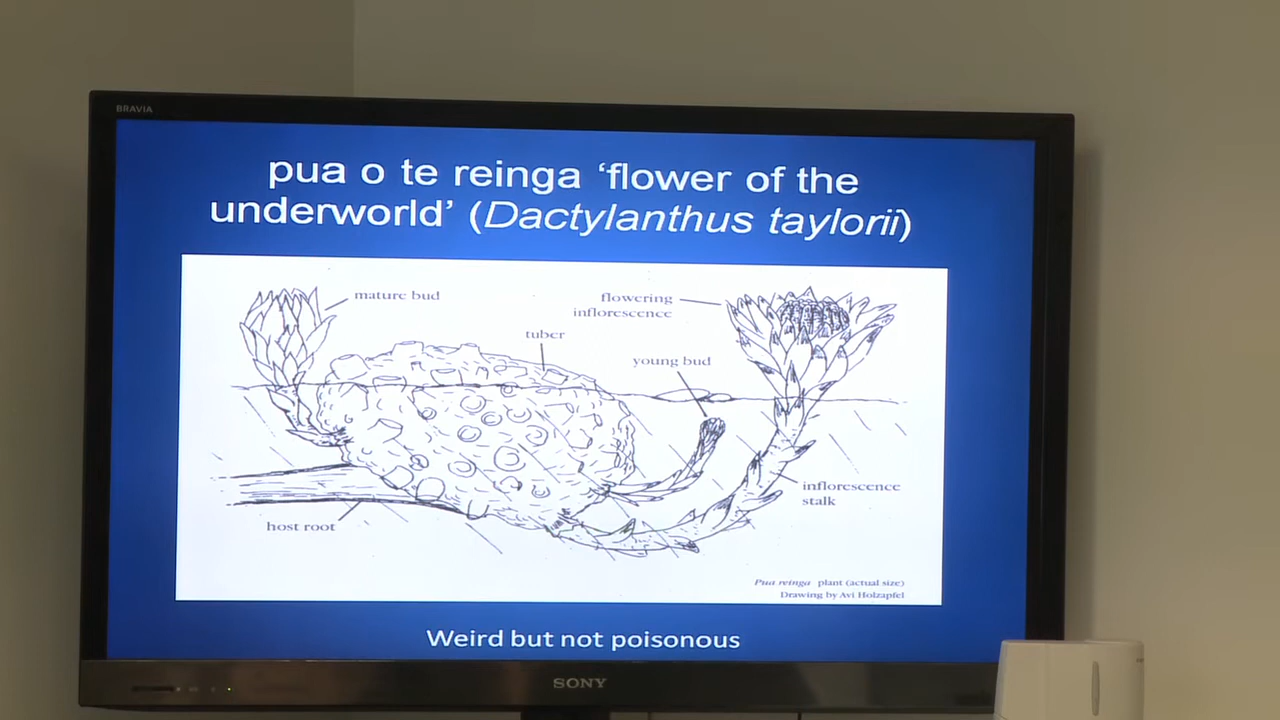 BRAVIA
pua o te reinga ‘flower of the
underworld’ (Dactylanthus taylorii)
mature bud
flowering
inflorescence
tuber
young bud
inflorescence
stalk
host root
Pua reinga plant (actual size)
Drawing by Avi Holzapfel
Weird but not poisonous
SONY